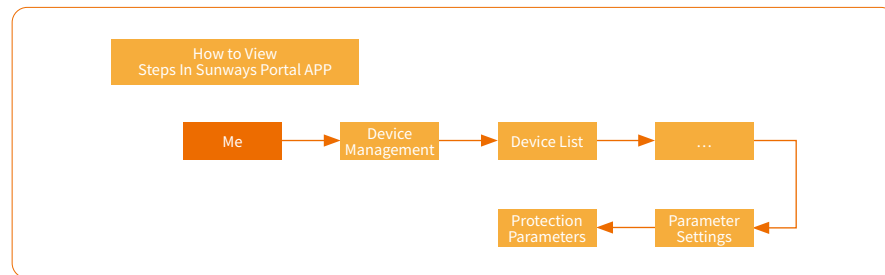 How to View
Steps In Sunways Portal APP
Me
Device
Management
Device List
…
Parameter
Settings
Protection
Parameters